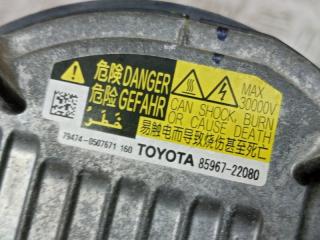 危険 DANGER
危险 GEFAHR
خطر
MAX
30000V
CAN SHOCK, BURN
OR CAUSE DEATH
易触电而导致烧伤甚至死亡
79474-0507671 160 TOYOTA 85967-22080